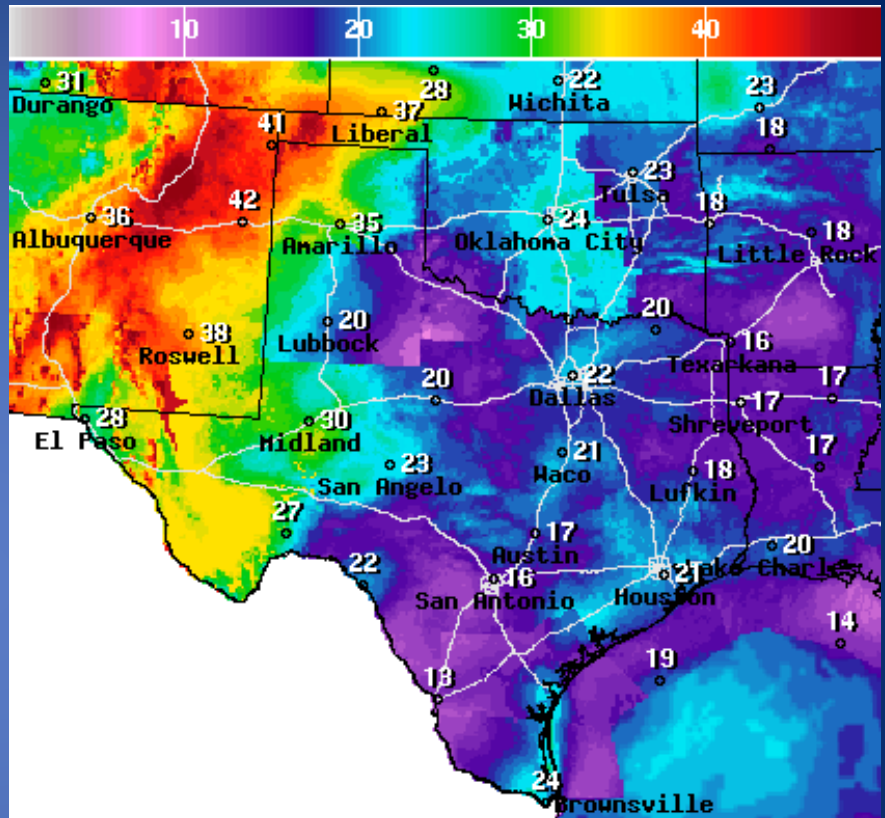 10 20 30 40
31 28 22 23
Durango Wichita
37
Liberal
41 18
23
Tulsa
42 35 24 18
36 18
Albuquerque Amarillo Oklahoma City Little Rock
38 20 20 16
Roswell Lubbock Texarkana
20 22 17 17
Dallas Shreveport
28 30
El Paso Midland
23 21 18 17
San Angelo Waco Lufkin
27 17 20
Austin
22 16 21 Lake Charles
San Antonio Houston
14
13 19
24
Brownsville